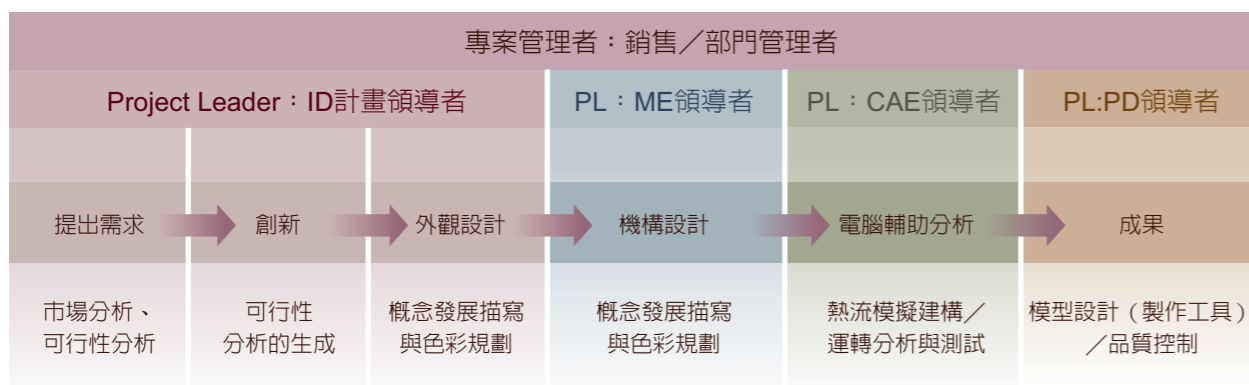 專案管理者：銷售／部門管理者
Project Leader：ID計畫領導者
PL：ME領導者
PL：CAE領導者
PL:PD領導者
提出需求
創新
外觀設計
機構設計
電腦輔助分析
成果
市場分析、
可行性分析
可行性
分析的生成
概念發展描寫
與色彩規劃
概念發展描寫
與色彩規劃
熱流模擬建構／
運轉分析與測試
模型設計（製作工具）
／品質控制